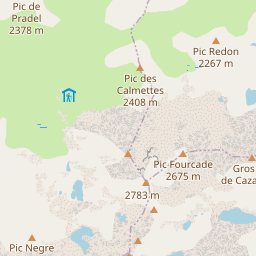 Pic de
Pradel
2378 m
Pic Redon
2267 m
Pic des
Calmettes
2408 m
Pic Fourcade
2675 m
Gros
de Caza
2783 m
Pic Nègre